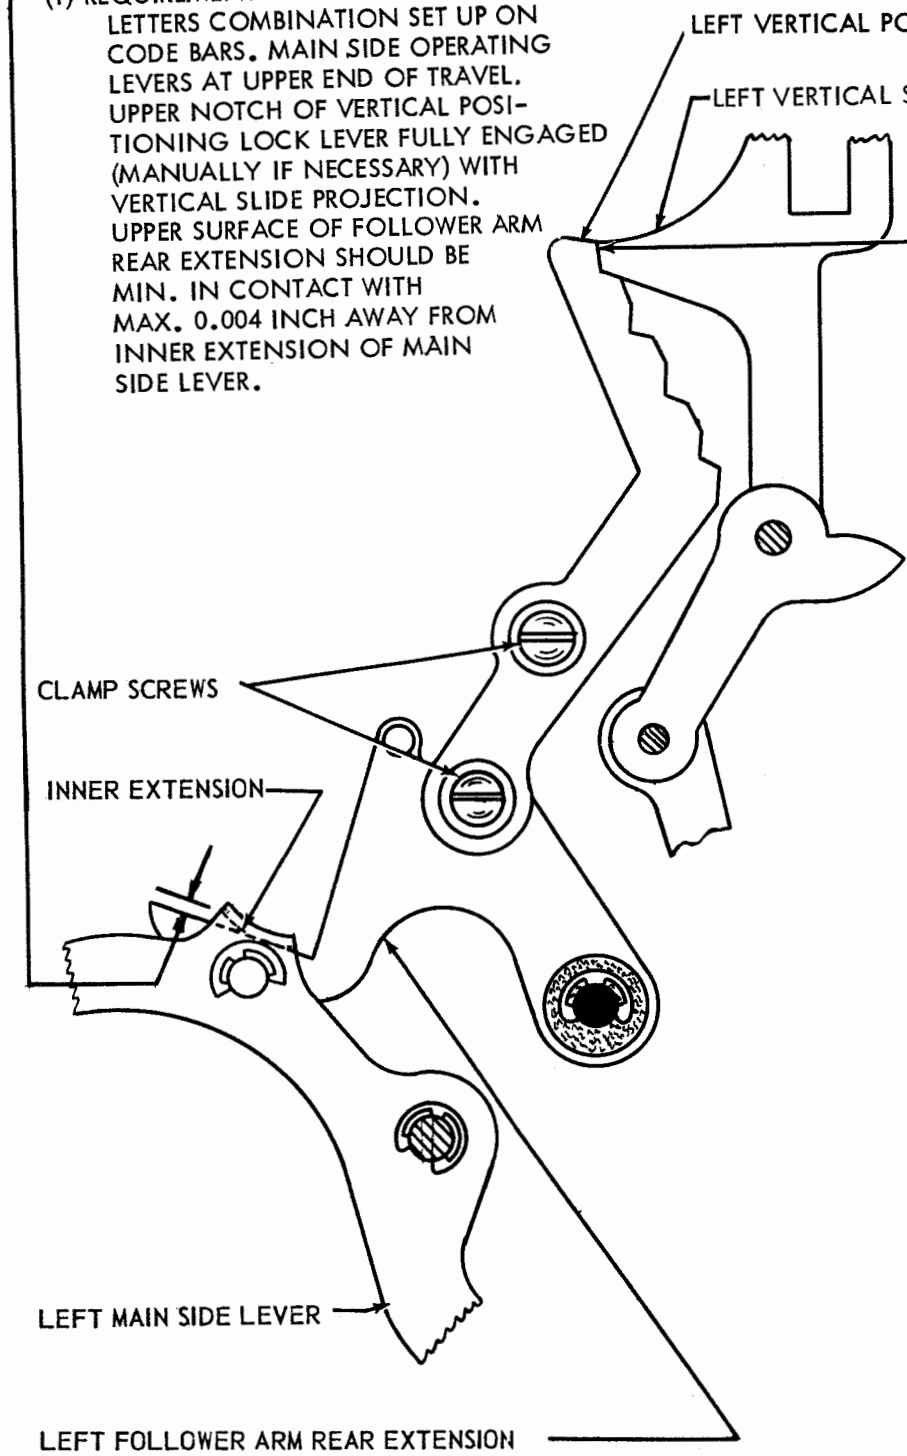 (1) REQUIREMENT
LETTERS COMBINATION SET UP ON
CODE BARS. MAIN SIDE OPERATING
LEVERS AT UPPER END OF TRAVEL.
UPPER NOTCH OF VERTICAL POSI-
TIONING LOCK LEVER FULLY ENGAGED
(MANUALLY IF NECESSARY) WITH
VERTICAL SLIDE PROJECTION.
UPPER SURFACE OF FOLLOWER ARM
REAR EXTENSION SHOULD BE
MIN. IN CONTACT WITH
MAX. 0.004 INCH AWAY FROM
INNER EXTENSION OF MAIN
SIDE LEVER.
LEFT VERTICAL PO
LEFT VERTICAL S
CLAMP SCREWS
INNER EXTENSION
LEFT MAIN SIDE LEVER
LEFT FOLLOWER ARM REAR EXTENSION